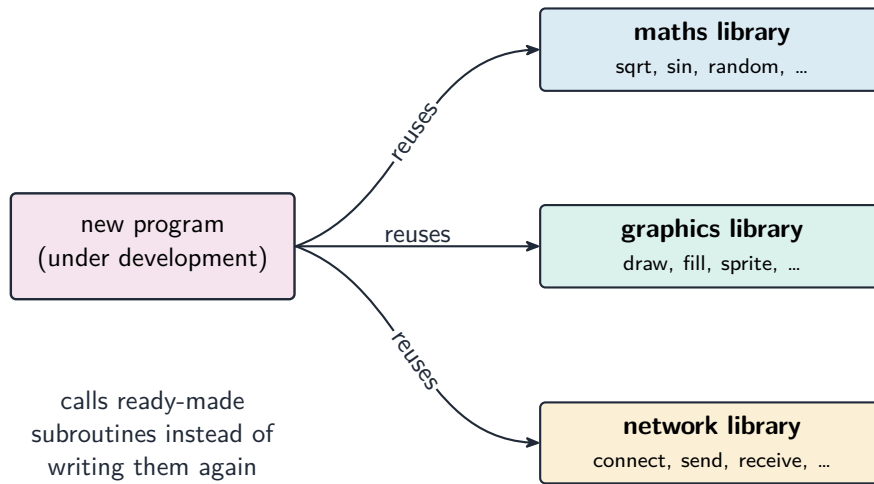 maths library
sqrt, sin, random, ...
reuses
new program
(under development)
reuses
graphics library
draw, fill, sprite, ...
reuses
calls ready-made
subroutines instead of
writing them again
network library
connect, send, receive, ...